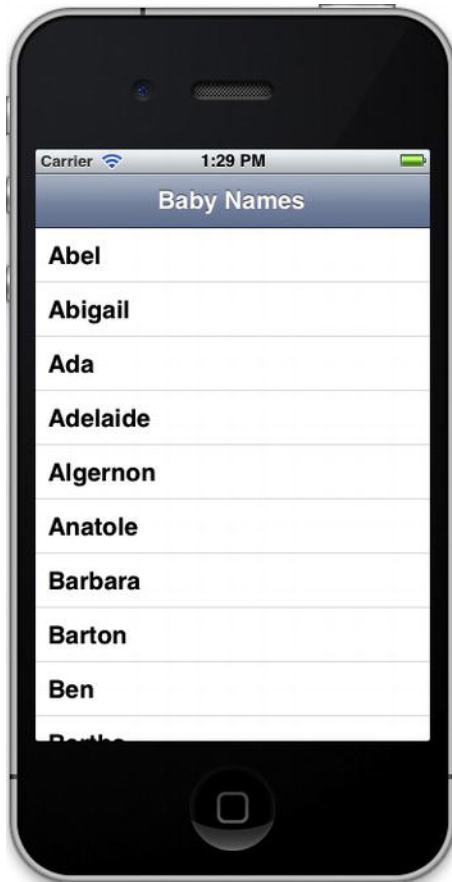 Carrier 1:29 PM
Baby Names
Abel
Abigail
Ada
Adelaide
Algernon
Anatole
Barbara
Barton
Ben